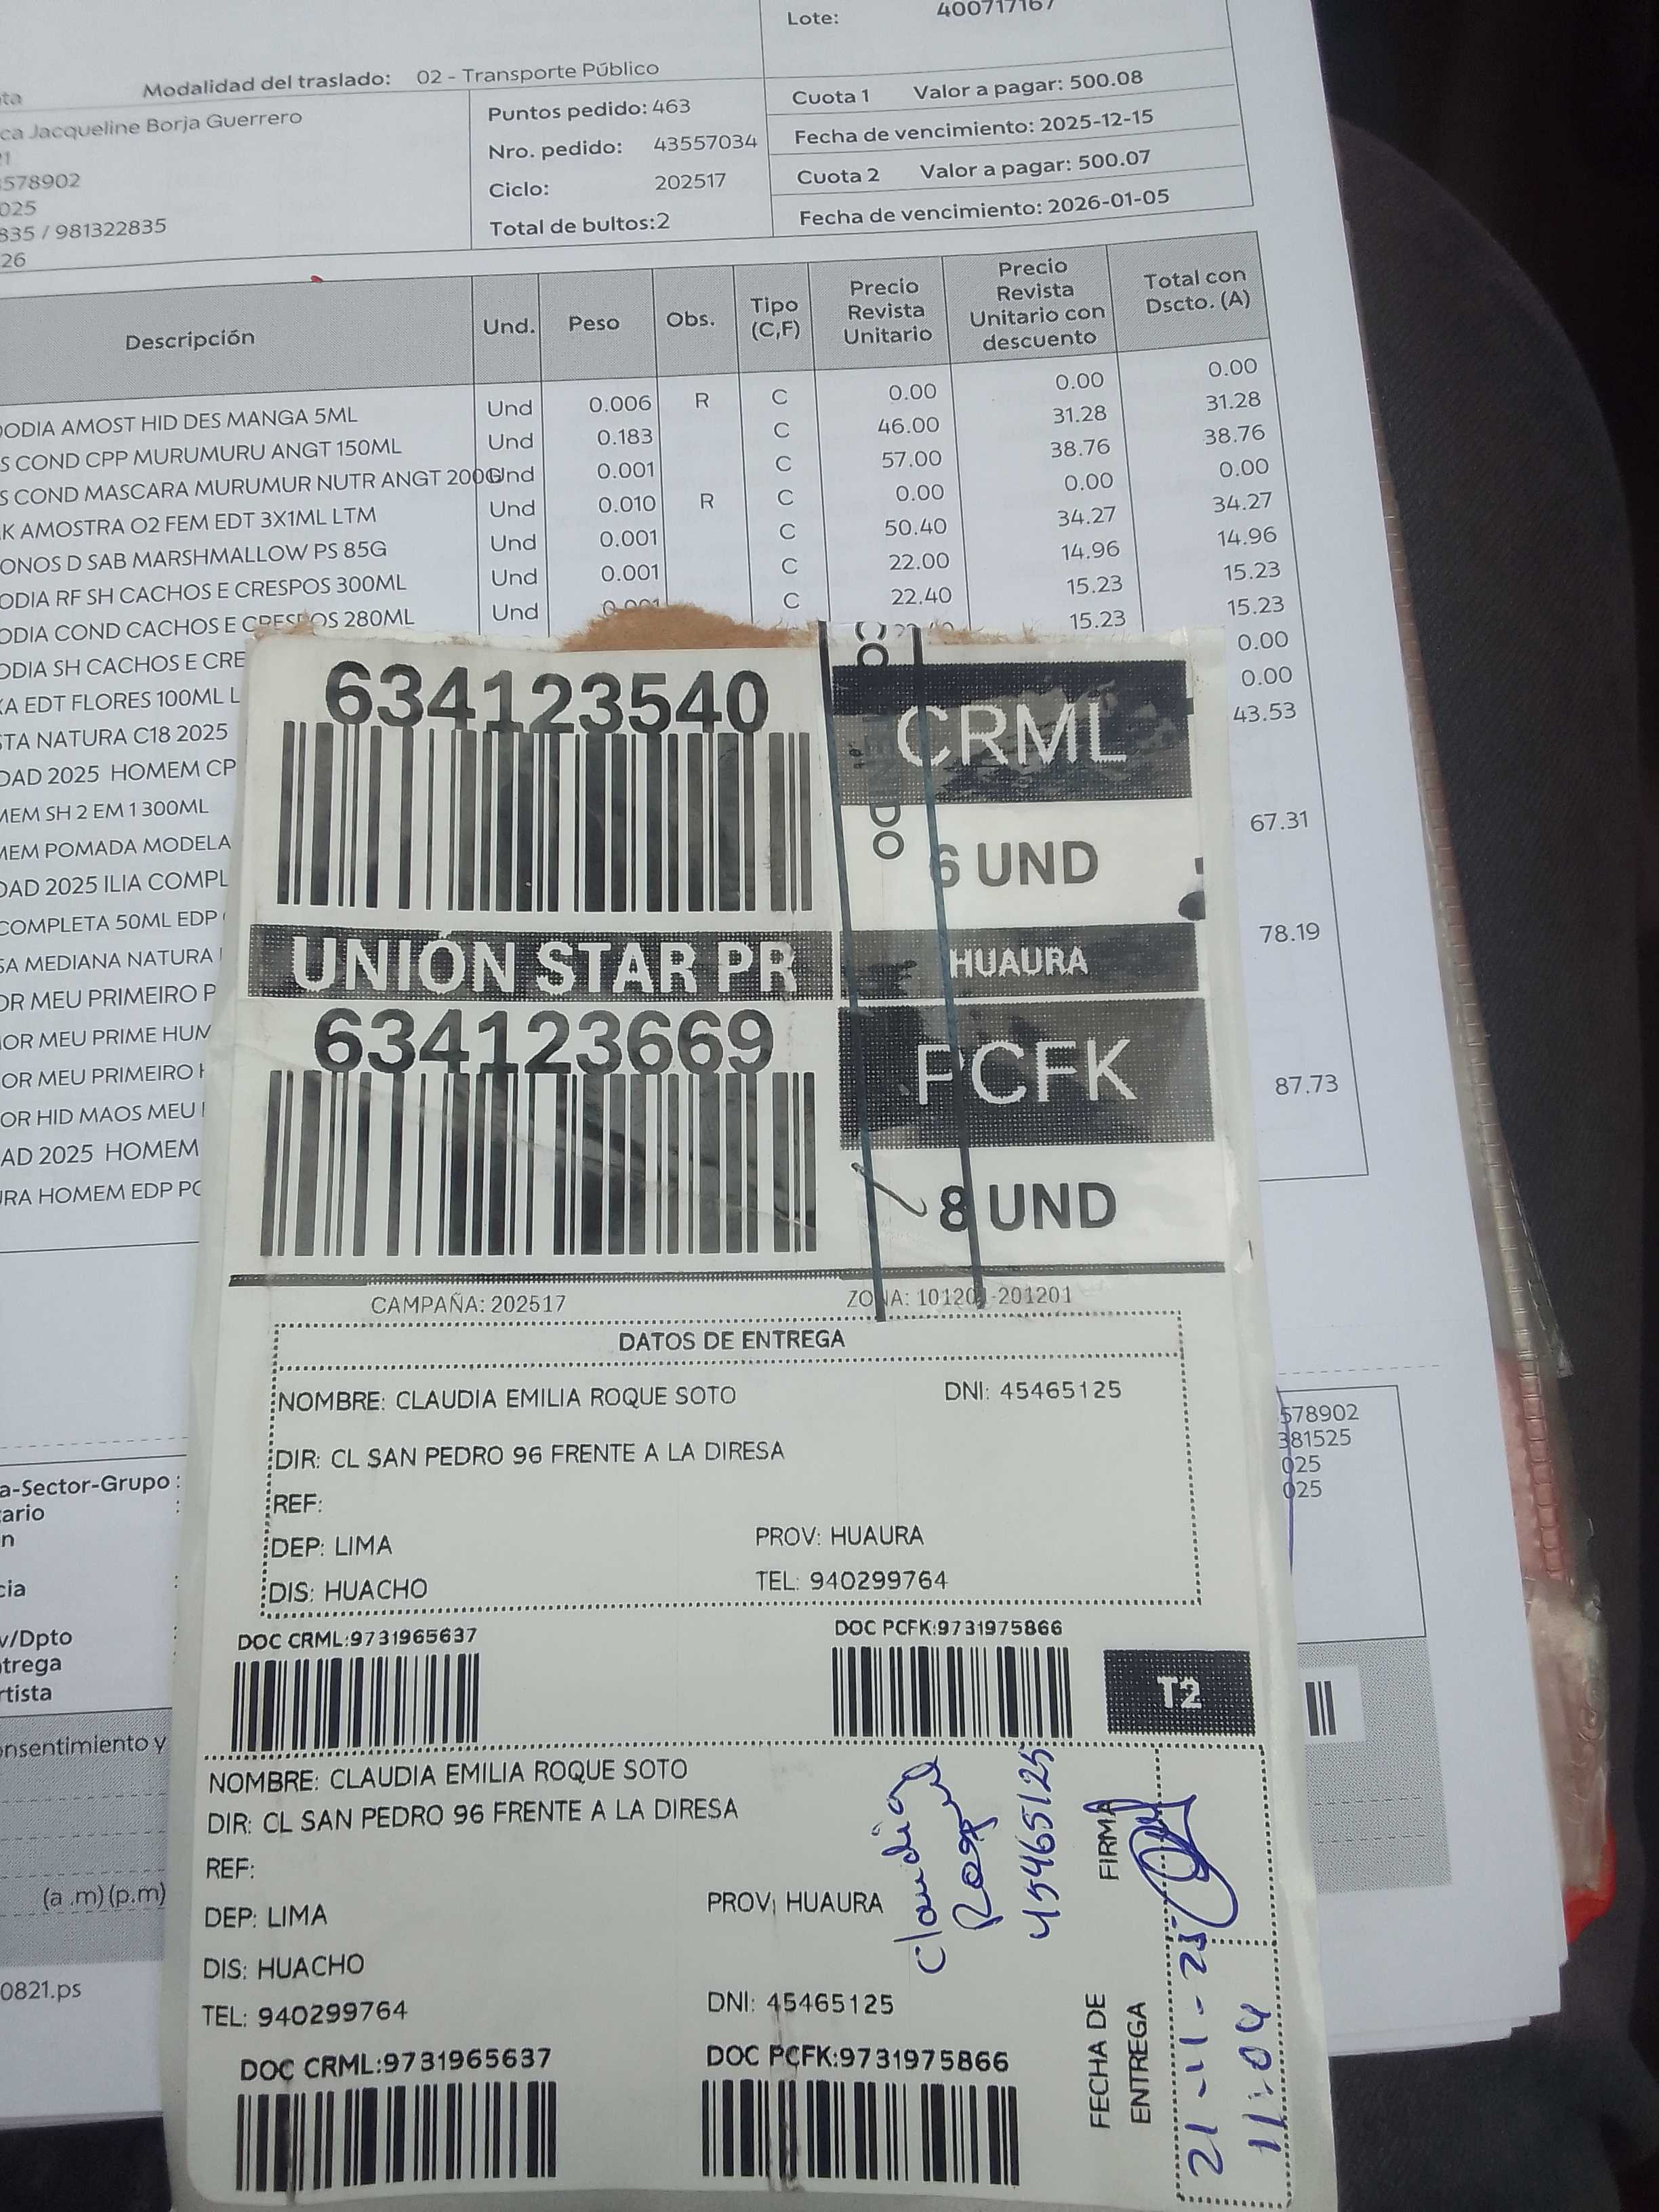 Lote: 400717167
Modalidad del traslado: 02 - Transporte Público
ca Jacqueline Borja Guerrero
578902
025
835 / 981322835
26
Puntos pedido: 463
Nro. pedido: 43557034
Ciclo: 202517
Total de bultos:2
Cuota 1 Valor a pagar: 500.08
Fecha de vencimiento: 2025-12-15
Cuota 2 Valor a pagar: 500.07
Fecha de vencimiento: 2026-01-05
Descripción Und. Peso Obs. Tipo (C,F) Precio Revista Unitario Precio Revista Unitario con descuento Total con Dscto. (A)
ODIA AMOST HID DES MANGA 5ML Und 0.006 R C 0.00 0.00 0.00
S COND CPP MURUMURU ANGT 150ML Und 0.183 C 46.00 31.28 31.28
S COND MASCARA MURUMUR NUTR ANGT 200G Und 0.001 C 57.00 38.76 38.76
K AMOSTRA O2 FEM EDT 3X1ML LTM Und 0.010 R C 0.00 0.00 0.00
ONOS D SAB MARSHMALLOW PS 85G Und 0.001 C 50.40 34.27 34.27
ODIA RF SH CACHOS E CRESPOS 300ML Und 0.001 C 22.00 14.96 14.96
ODIA COND CACHOS E CRESPOS 280ML Und 0.001 C 22.40 15.23 15.23
ODIA SH CACHOS E CRE 15.23 15.23
A EDT FLORES 100ML L 0.00
TA NATURA C18 2025 0.00
DAD 2025 HOMEM CP 43.53
MEM SH 2 EM 1 300ML
MEM POMADA MODELA
DAD 2025 ILIA COMPL 67.31
COMPLETA 50ML EDP
SA MEDIANA NATURA
OR MEU PRIMEIRO P 78.19
OR MEU PRIME HUM
OR MEU PRIMEIRO
OR HID MAOS MEU
AD 2025 HOMEM 87.73
RA HOMEM EDP PO
634123540
CRML
6 UND
UNIÓN STAR PR
HUAURA
634123669
PCFK
8 UND
CAMPAÑA: 202517 ZONA: 101201-201201
DATOS DE ENTREGA
NOMBRE: CLAUDIA EMILIA ROQUE SOTO DNI: 45465125
DIR: CL SAN PEDRO 96 FRENTE A LA DIRESA
REF:
DEP: LIMA PROV: HUAURA
DIS: HUACHO TEL: 940299764
DOC CRML:9731965637 DOC PCFK:9731975866
T2
NOMBRE: CLAUDIA EMILIA ROQUE SOTO
DIR: CL SAN PEDRO 96 FRENTE A LA DIRESA
REF:
DEP: LIMA PROV: HUAURA
DIS: HUACHO
TEL: 940299764 DNI: 45465125
DOC CRML:9731965637 DOC PCFK:9731975866
Claudia
Roque
45465125
FIRMA
FECHA DE
ENTREGA
21-11-25
11:04
578902
381525
025
025
a-Sector-Grupo :
ario
n
cia :
v/Dpto :
trega :
rtista :
onsentimiento y
(a .m) (p.m)
0821.ps